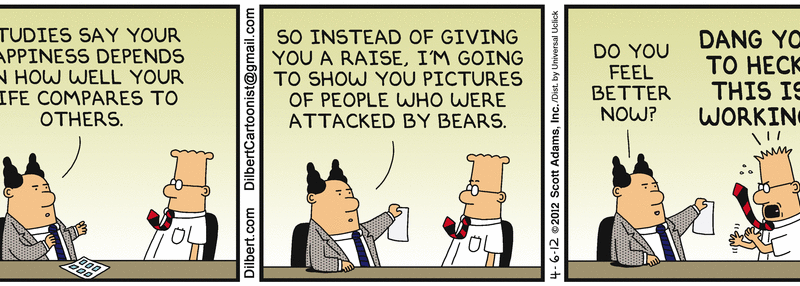 TUDIES SAY YOUR
APPINESS DEPENDS
N HOW WELL YOUR
IFE COMPARES TO
OTHERS.
Dilbert.com DilbertCartoonist@gmail.com
SO INSTEAD OF GIVING
YOU A RAISE, I'M GOING
TO SHOW YOU PICTURES
OF PEOPLE WHO WERE
ATTACKED BY BEARS.
4-6-12 ©2012 Scott Adams, Inc./Dist. by Universal Uclick
DO YOU
FEEL
BETTER
NOW?
DANG YO
TO HECK
THIS IS
WORKING